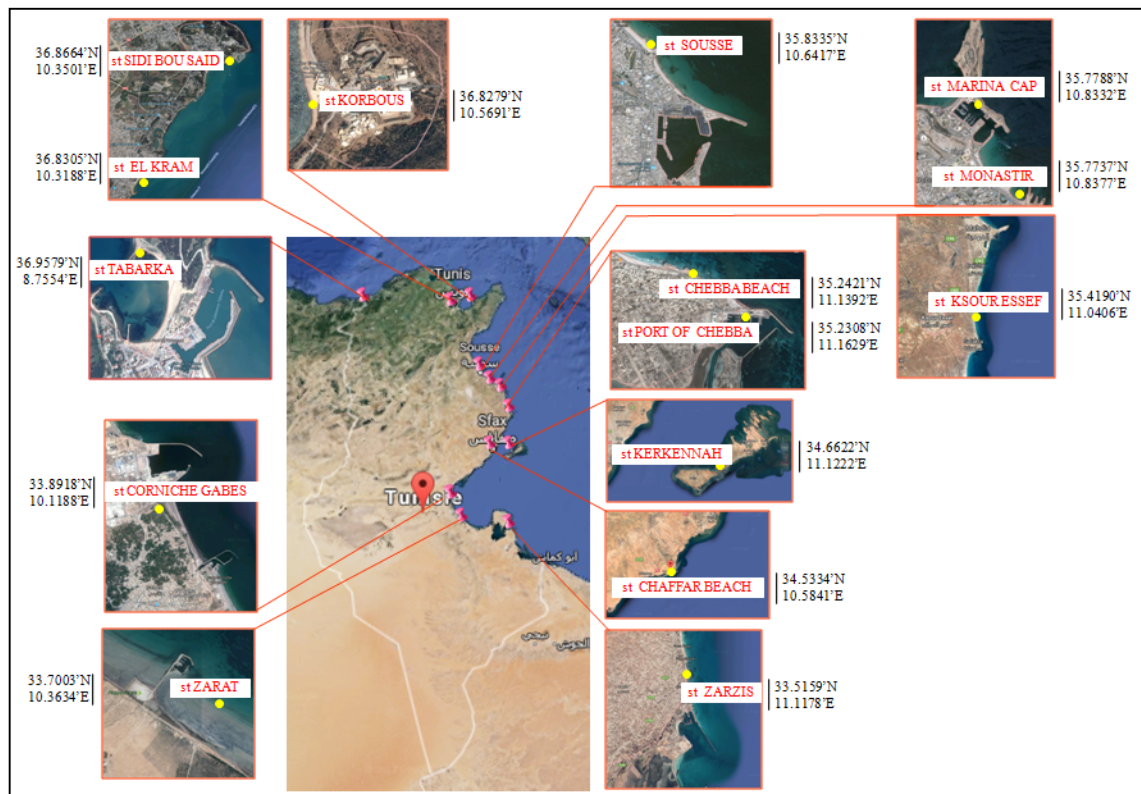 36.8664’N
10.3501’E
st SIDI BOU SAID
36.8305’N
10.3188’E
st EL KRAM
st KORBOUS
36.8279’N
10.5691’E
st SOUSSE
35.8335’N
10.6417’E
st MARINA CAP
35.7788’N
10.8332’E
st MONASTIR
35.7737’N
10.8377’E
36.9579’N
8.7554’E
st TABARKA
Tunis
تونس
Sousse
سوسة
Sfax
صفاقس
Tunisie
أبو كماش
نيجي
st CHEBBA BEACH
35.2421’N
11.1392’E
st PORT OF CHEBBA
35.2308’N
11.1629’E
st KSOUR ESSEF
35.4190’N
11.0406’E
st KERKENNAH
34.6622’N
11.1222’E
33.8918’N
10.1188’E
st CORNICHE GABES
st CHAFFAR BEACH
34.5334’N
10.5841’E
33.7003’N
10.3634’E
st ZARAT
st ZARZIS
33.5159’N
11.1178’E